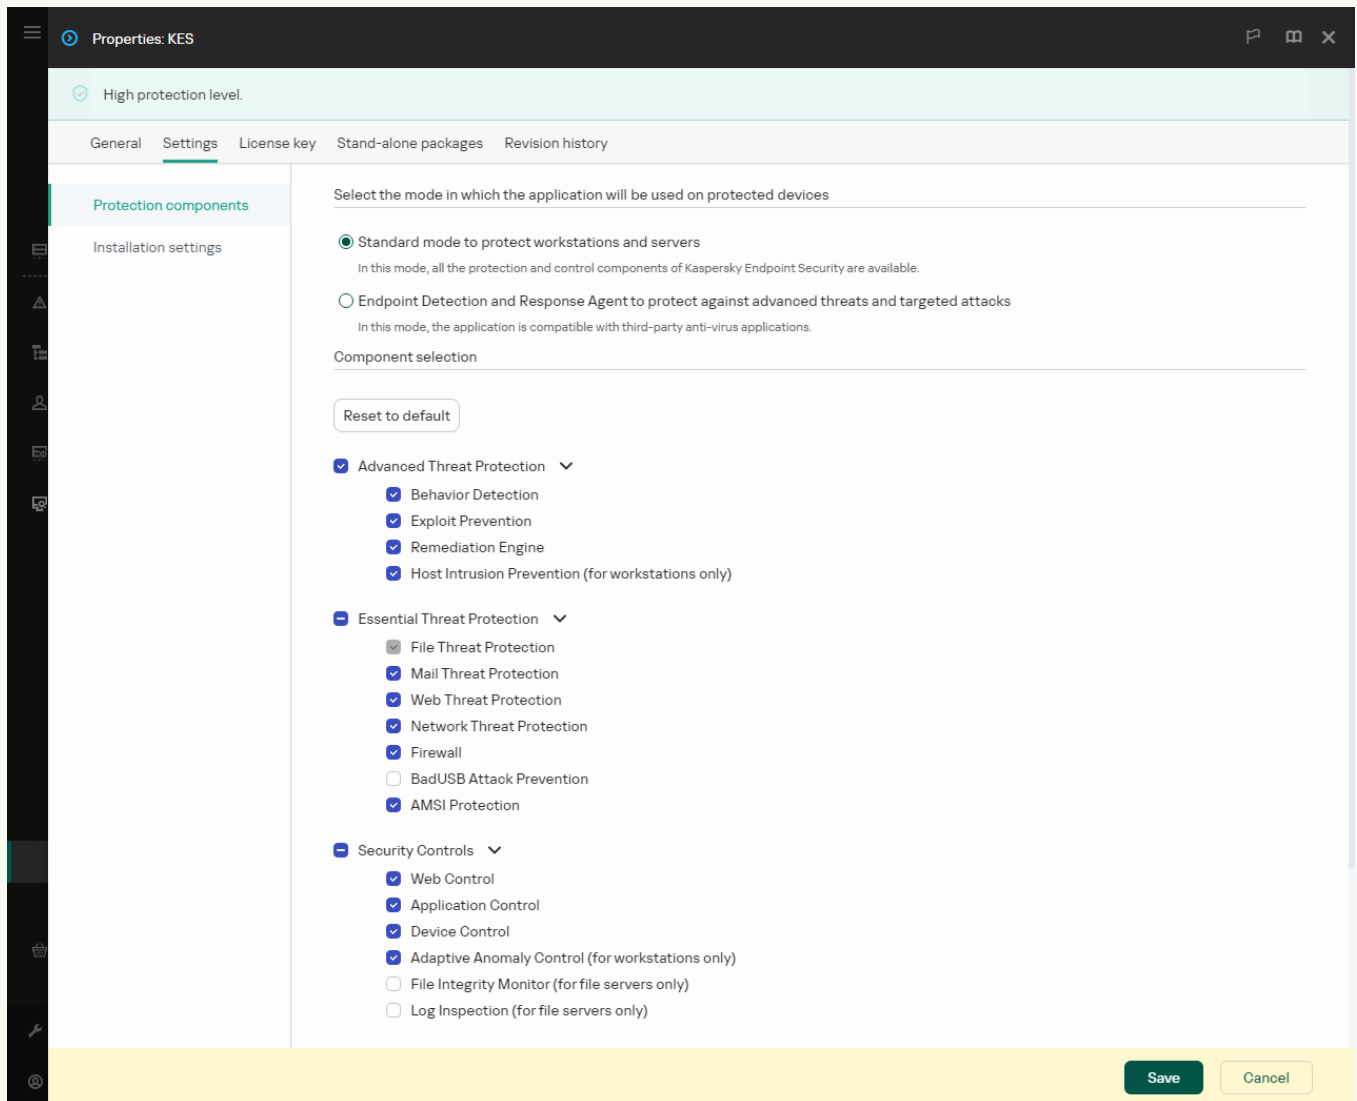 Properties: KES
High protection level.
General Settings License key Stand-alone packages Revision history
Protection components
Installation settings
Select the mode in which the application will be used on protected devices
Standard mode to protect workstations and servers
In this mode, all the protection and control components of Kaspersky Endpoint Security are available.
Endpoint Detection and Response Agent to protect against advanced threats and targeted attacks
In this mode, the application is compatible with third-party anti-virus applications.
Component selection
Reset to default
Advanced Threat Protection
Behavior Detection
Exploit Prevention
Remediation Engine
Host Intrusion Prevention (for workstations only)
Essential Threat Protection
File Threat Protection
Mail Threat Protection
Web Threat Protection
Network Threat Protection
Firewall
BadUSB Attack Prevention
AMSI Protection
Security Controls
Web Control
Application Control
Device Control
Adaptive Anomaly Control (for workstations only)
File Integrity Monitor (for file servers only)
Log Inspection (for file servers only)
Save Cancel